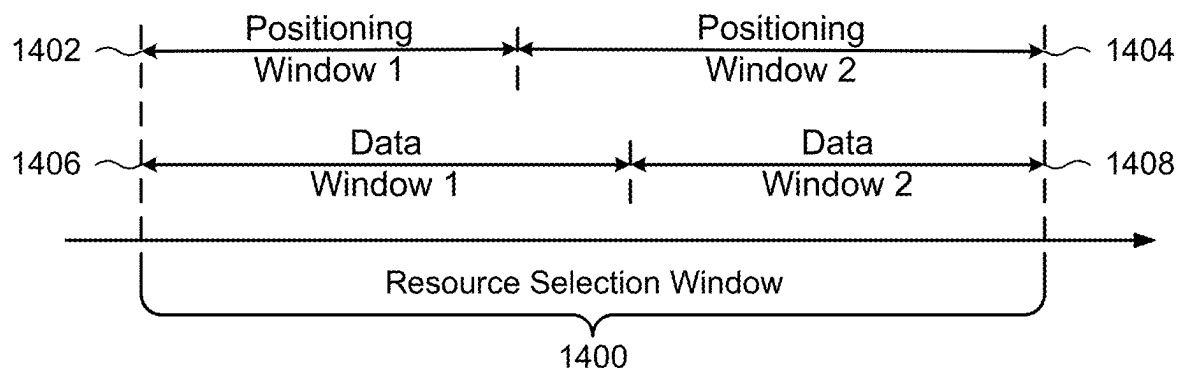 Positioning Positioning
1402 1404
Window 1 Window 2
Data Data
1406 1408
Window 1 Window 2
Resource Selection Window
1400